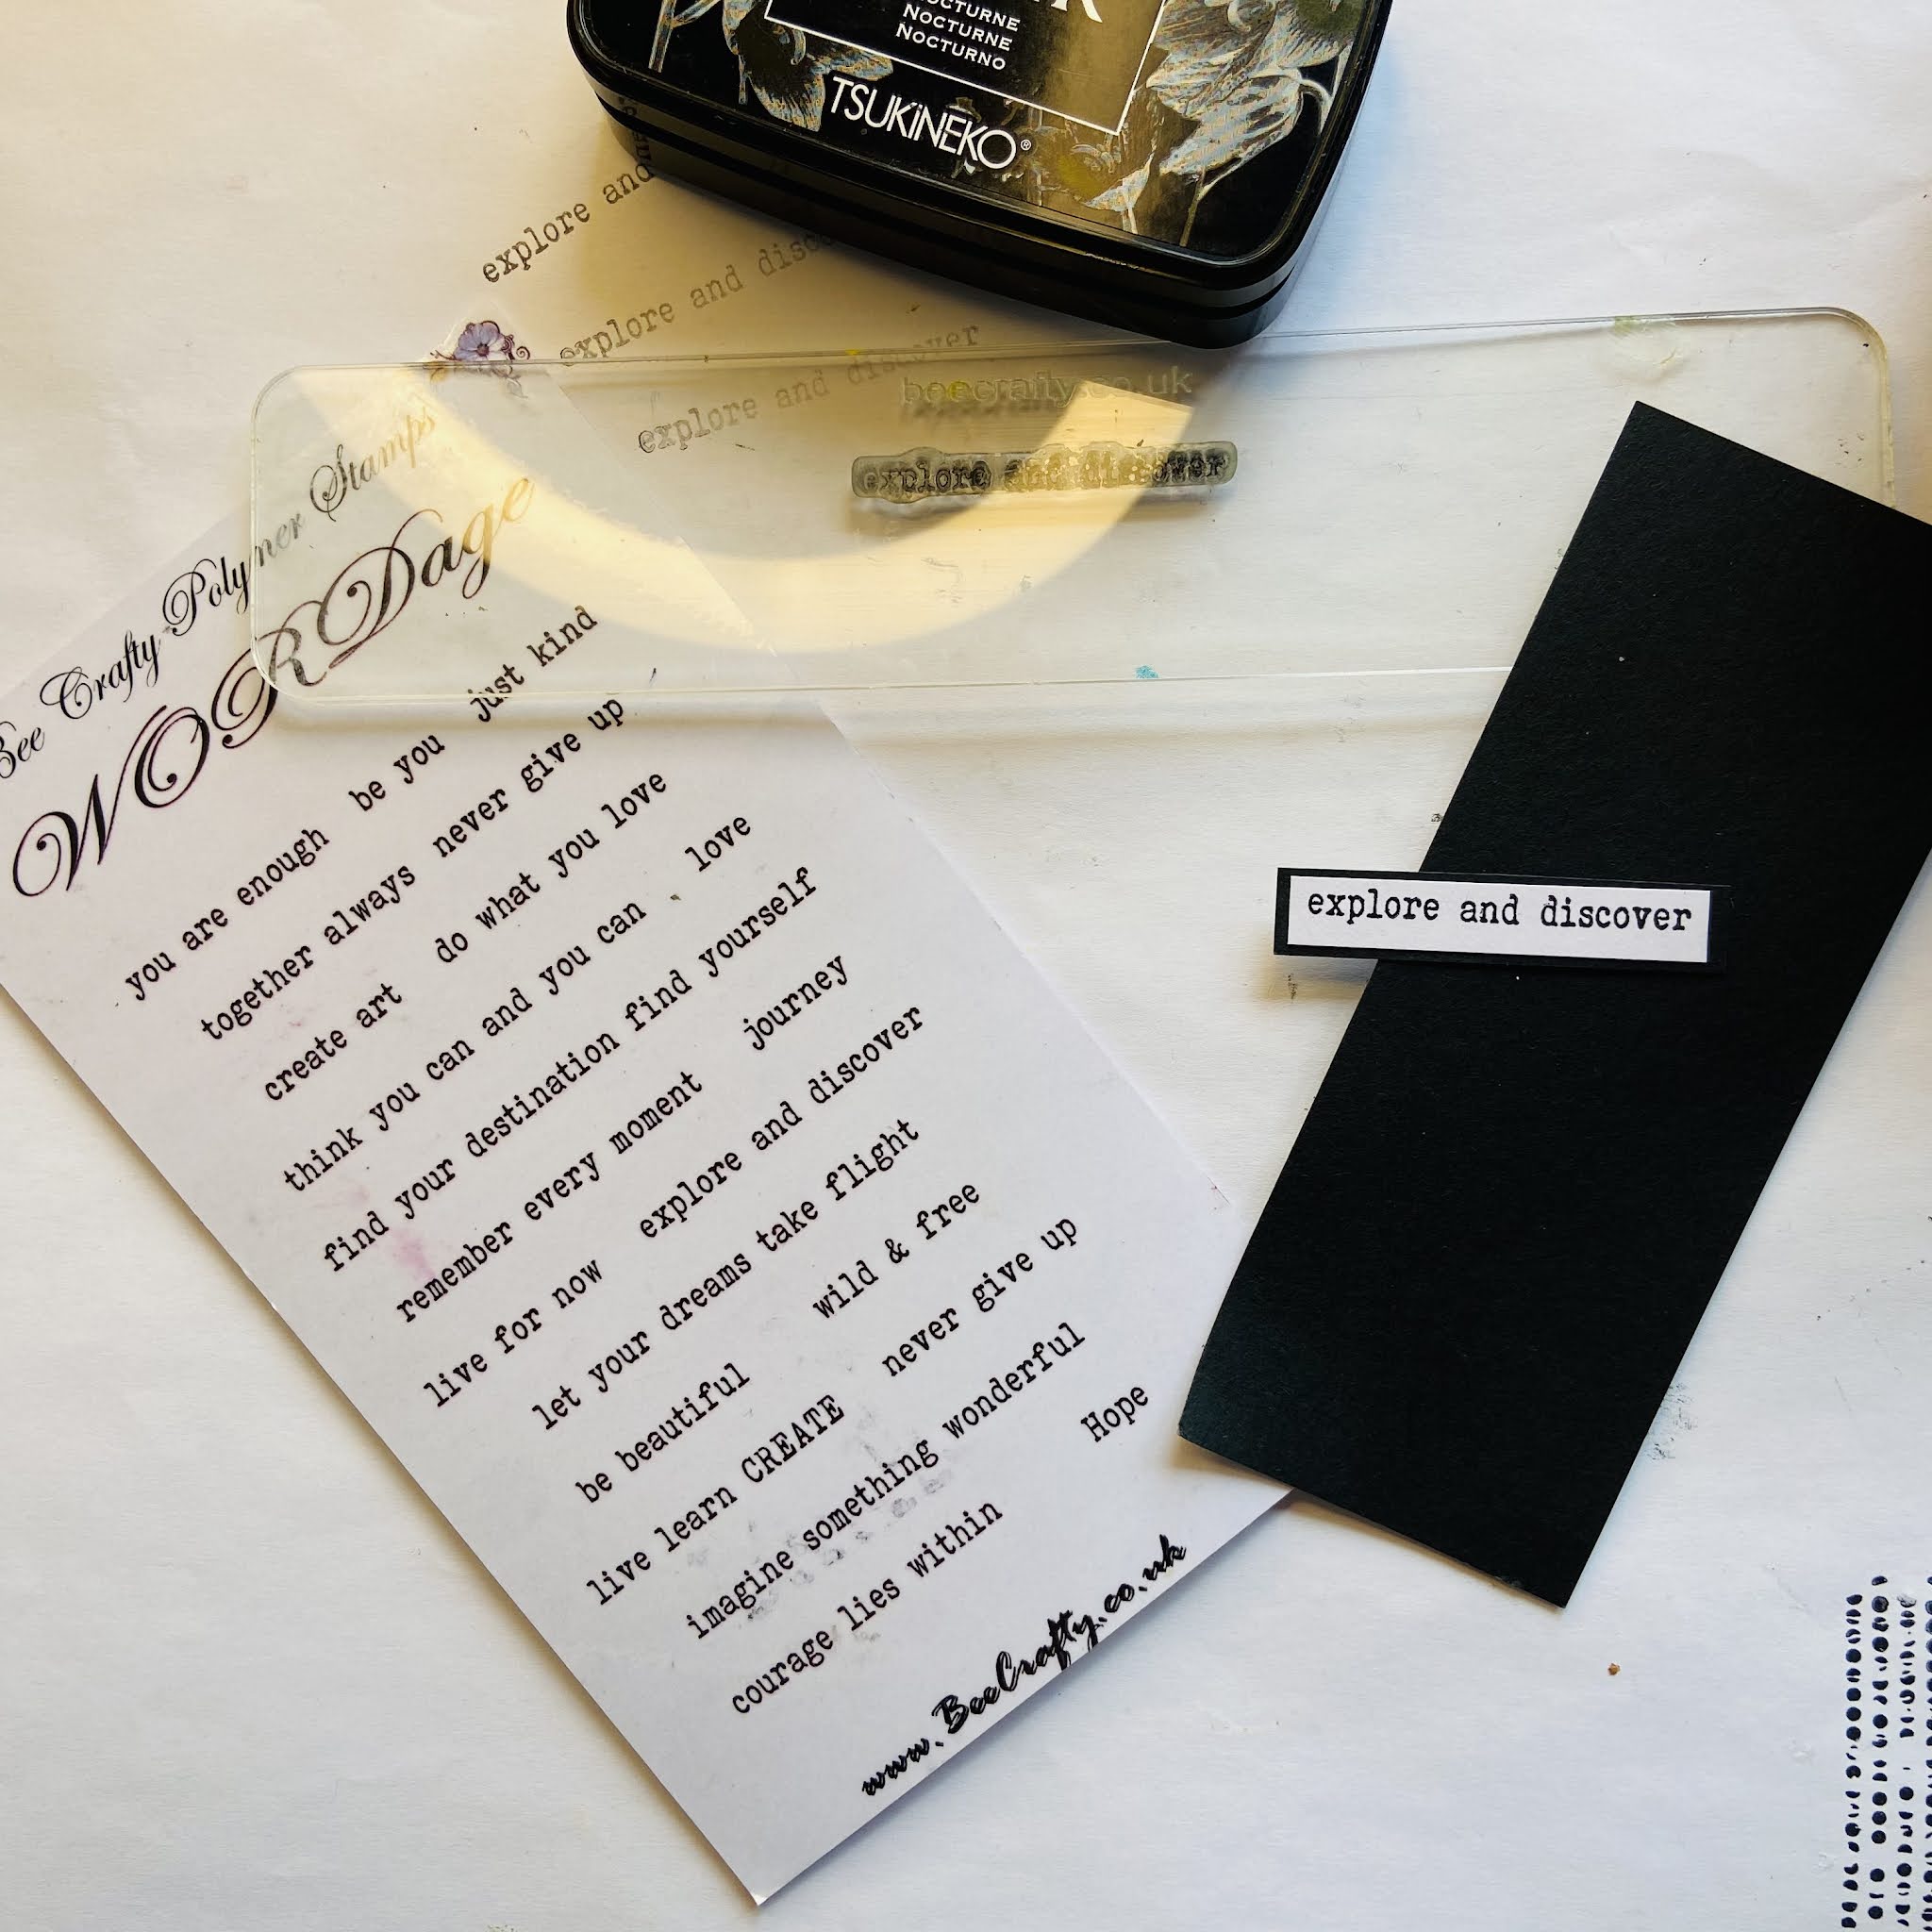 NOCTURNE
NOCTURNE
NOCTURNO
TSUKINEKO®
explore and
explore and disco
explore and discover
beecrafty.co.uk
explore and discover
Bee Crafty Polymer Stamps
WORDage
you are enough be you just kind
together always never give up
create art do what you love
think you can and you can love
find your destination find yourself
remember every moment journey
live for now explore and discover
let your dreams take flight
be beautiful wild & free
live learn CREATE never give up
imagine something wonderful
courage lies within Hope
www.BeeCrafty.co.uk
explore and discover